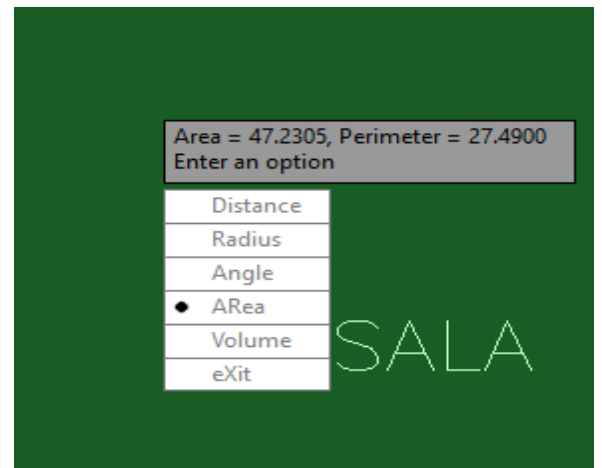 Area = 47.2305, Perimeter = 27.4900
Enter an option
Distance
Radius
Angle
ARea
Volume
eXit
SALA